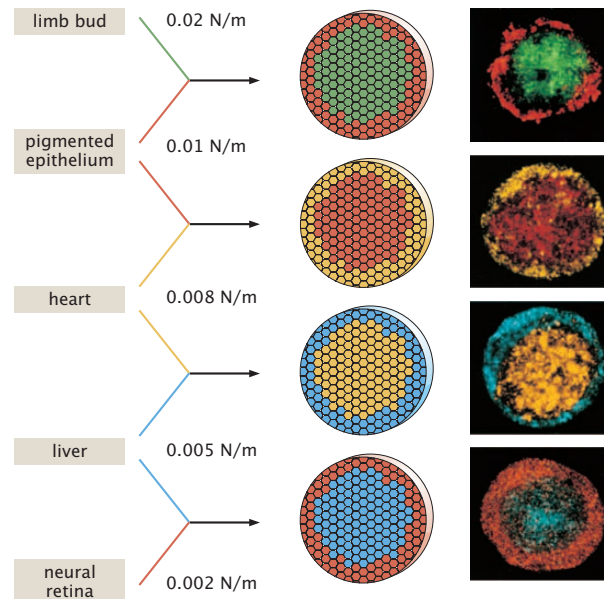 limb bud 0.02 N/m
pigmented
epithelium 0.01 N/m
heart 0.008 N/m
liver 0.005 N/m
neural
retina 0.002 N/m